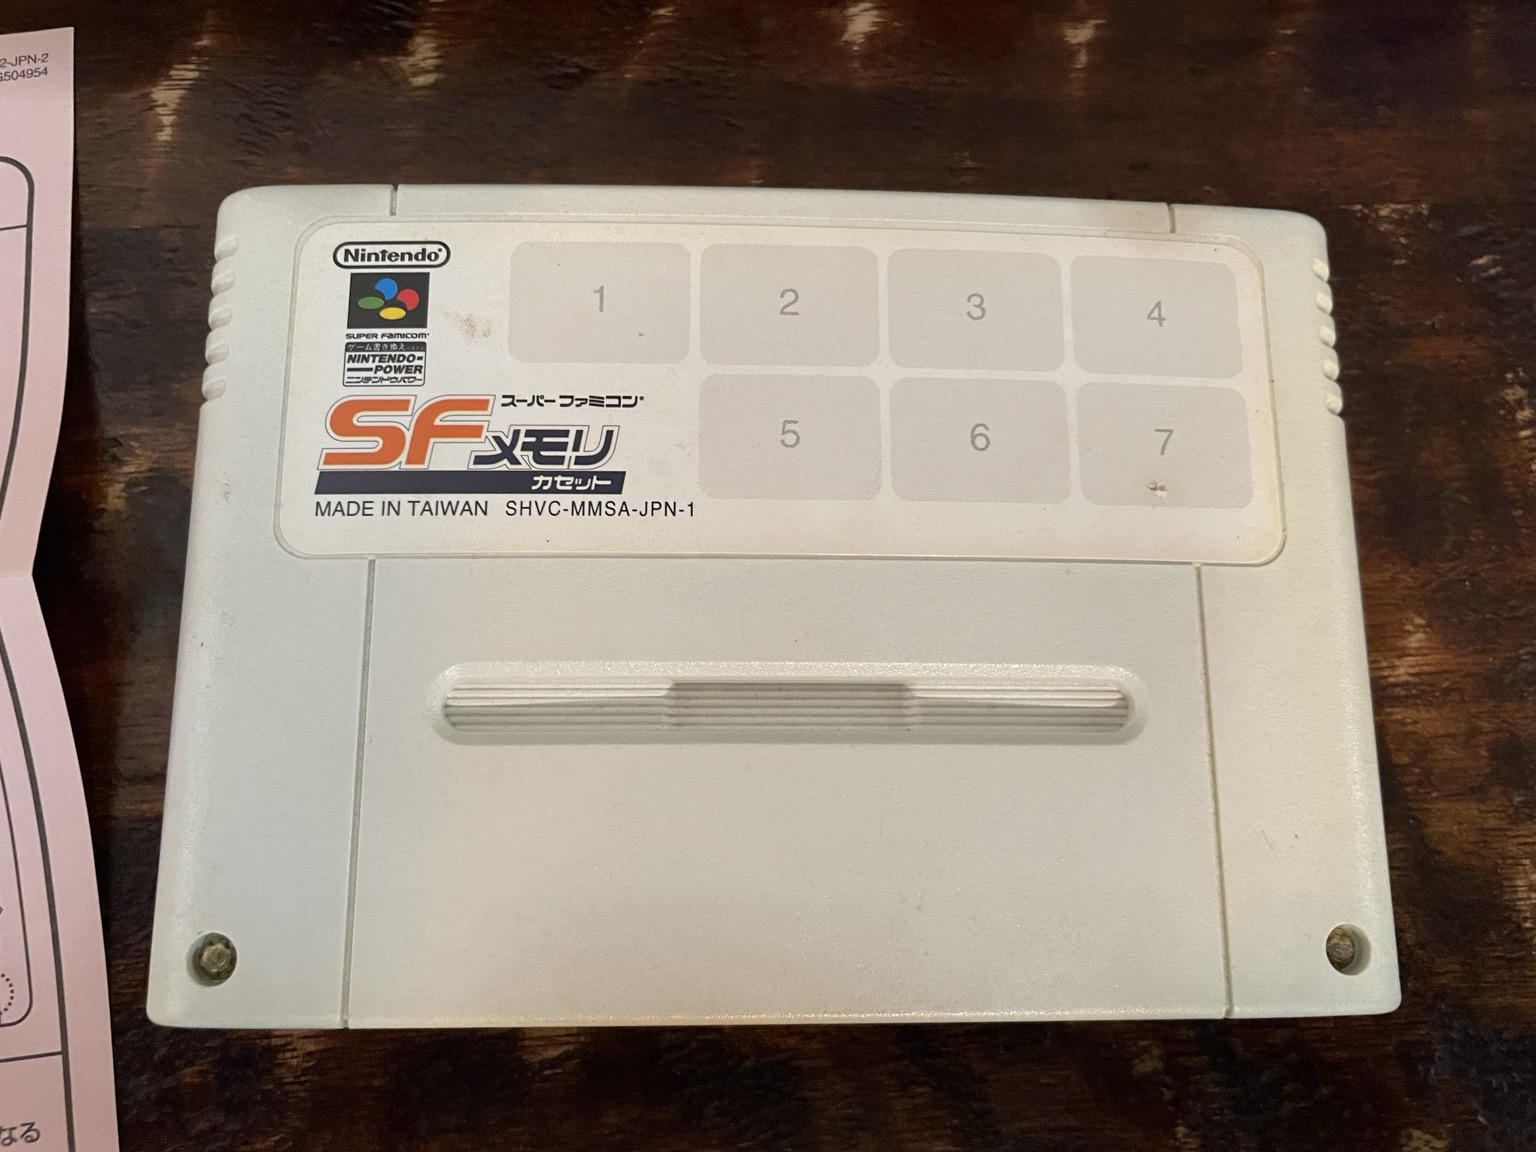 2-JPN-2
G504954
Nintendo
SUPER FAMICOM
ゲーム書き換え
NINTENDO
POWER
ニンテンドウパワー
スーパーファミコン
SFメモリ
カセット
MADE IN TAIWAN SHVC-MMSA-JPN-1
1
2
3
4
5
6
7
なる